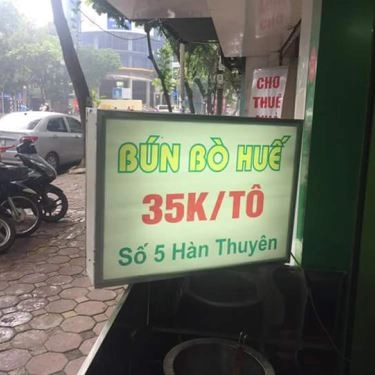 CHO
THUÊ
BÚN BÒ HUẾ
35K/TÔ
Số 5 Hàn Thuyên